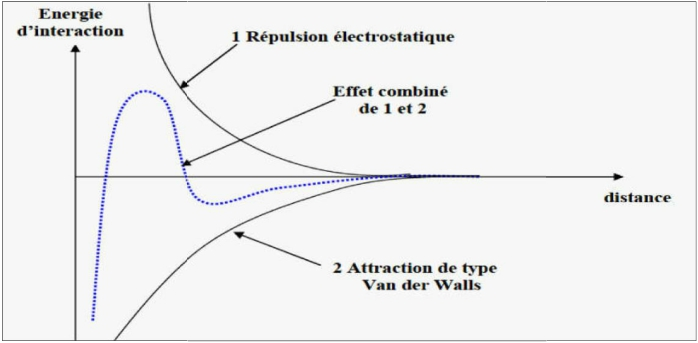 Energie
d'interaction
1 Répulsion électrostatique
Effet combiné
de 1 et 2
distance
2 Attraction de type
Van der Walls